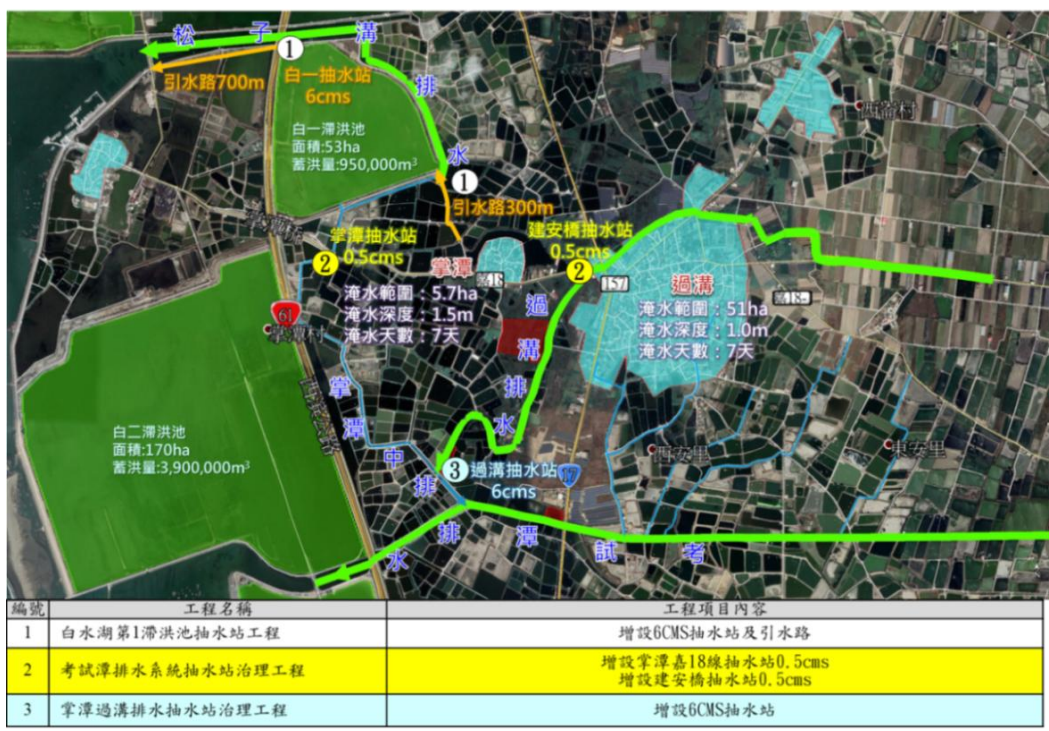 松子溝排水
1
引水路700m
白一抽水站
6cms
白一滯洪池
面積:53ha
蓄洪量:950,000m³
1
引水路300m
西崙村
掌潭抽水站
0.5cms
2
建安橋抽水站
0.5cms
2
掌潭
淹水範圍：5.7ha
淹水深度：1.5m
淹水天數：7天
157
過溝
淹水範圍：51ha
淹水深度：1.0m
淹水天數：7天
61
掌潭村
過溝排水
掌潭中排
白二滯洪池
面積:170ha
蓄洪量:3,900,000m³
3
過溝抽水站
6cms
17
西安里
東安里
考試潭排水
編號 工程名稱 工程項目內容
1 白水湖第1滯洪池抽水站工程 增設6CMS抽水站及引水路
2 考試潭排水系統抽水站治理工程 增設掌潭嘉18線抽水站0.5cms
增設建安橋抽水站0.5cms
3 掌潭過溝排水抽水站治理工程 增設6CMS抽水站